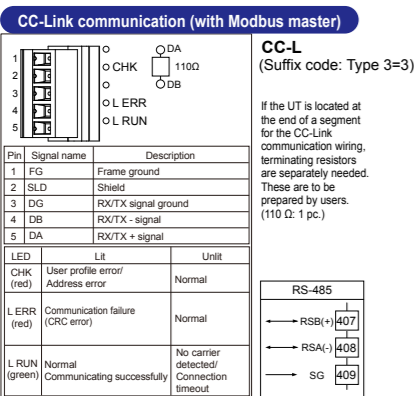 CC-Link communication (with Modbus master)
1
2
3
4
5
CHK
L ERR
L RUN
DA
110Ω
DB
CC-L
(Suffix code: Type 3=3)
If the UT is located at
the end of a segment
for the CC-Link
communication wiring,
terminating resistors
are separately needed.
These are to be
prepared by users.
(110 Ω: 1 pc.)
Pin Signal name Description
1 FG Frame ground
2 SLD Shield
3 DG RX/TX signal ground
4 DB RX/TX - signal
5 DA RX/TX + signal
LED Lit Unlit
CHK
(red)
User profile error/
Address error
Normal
L ERR
(red)
Communication failure
(CRC error)
Normal
L RUN
(green)
Normal
Communicating successfully
No carrier
detected/
Connection
timeout
RS-485
RSB(+) 407
RSA(-) 408
SG 409